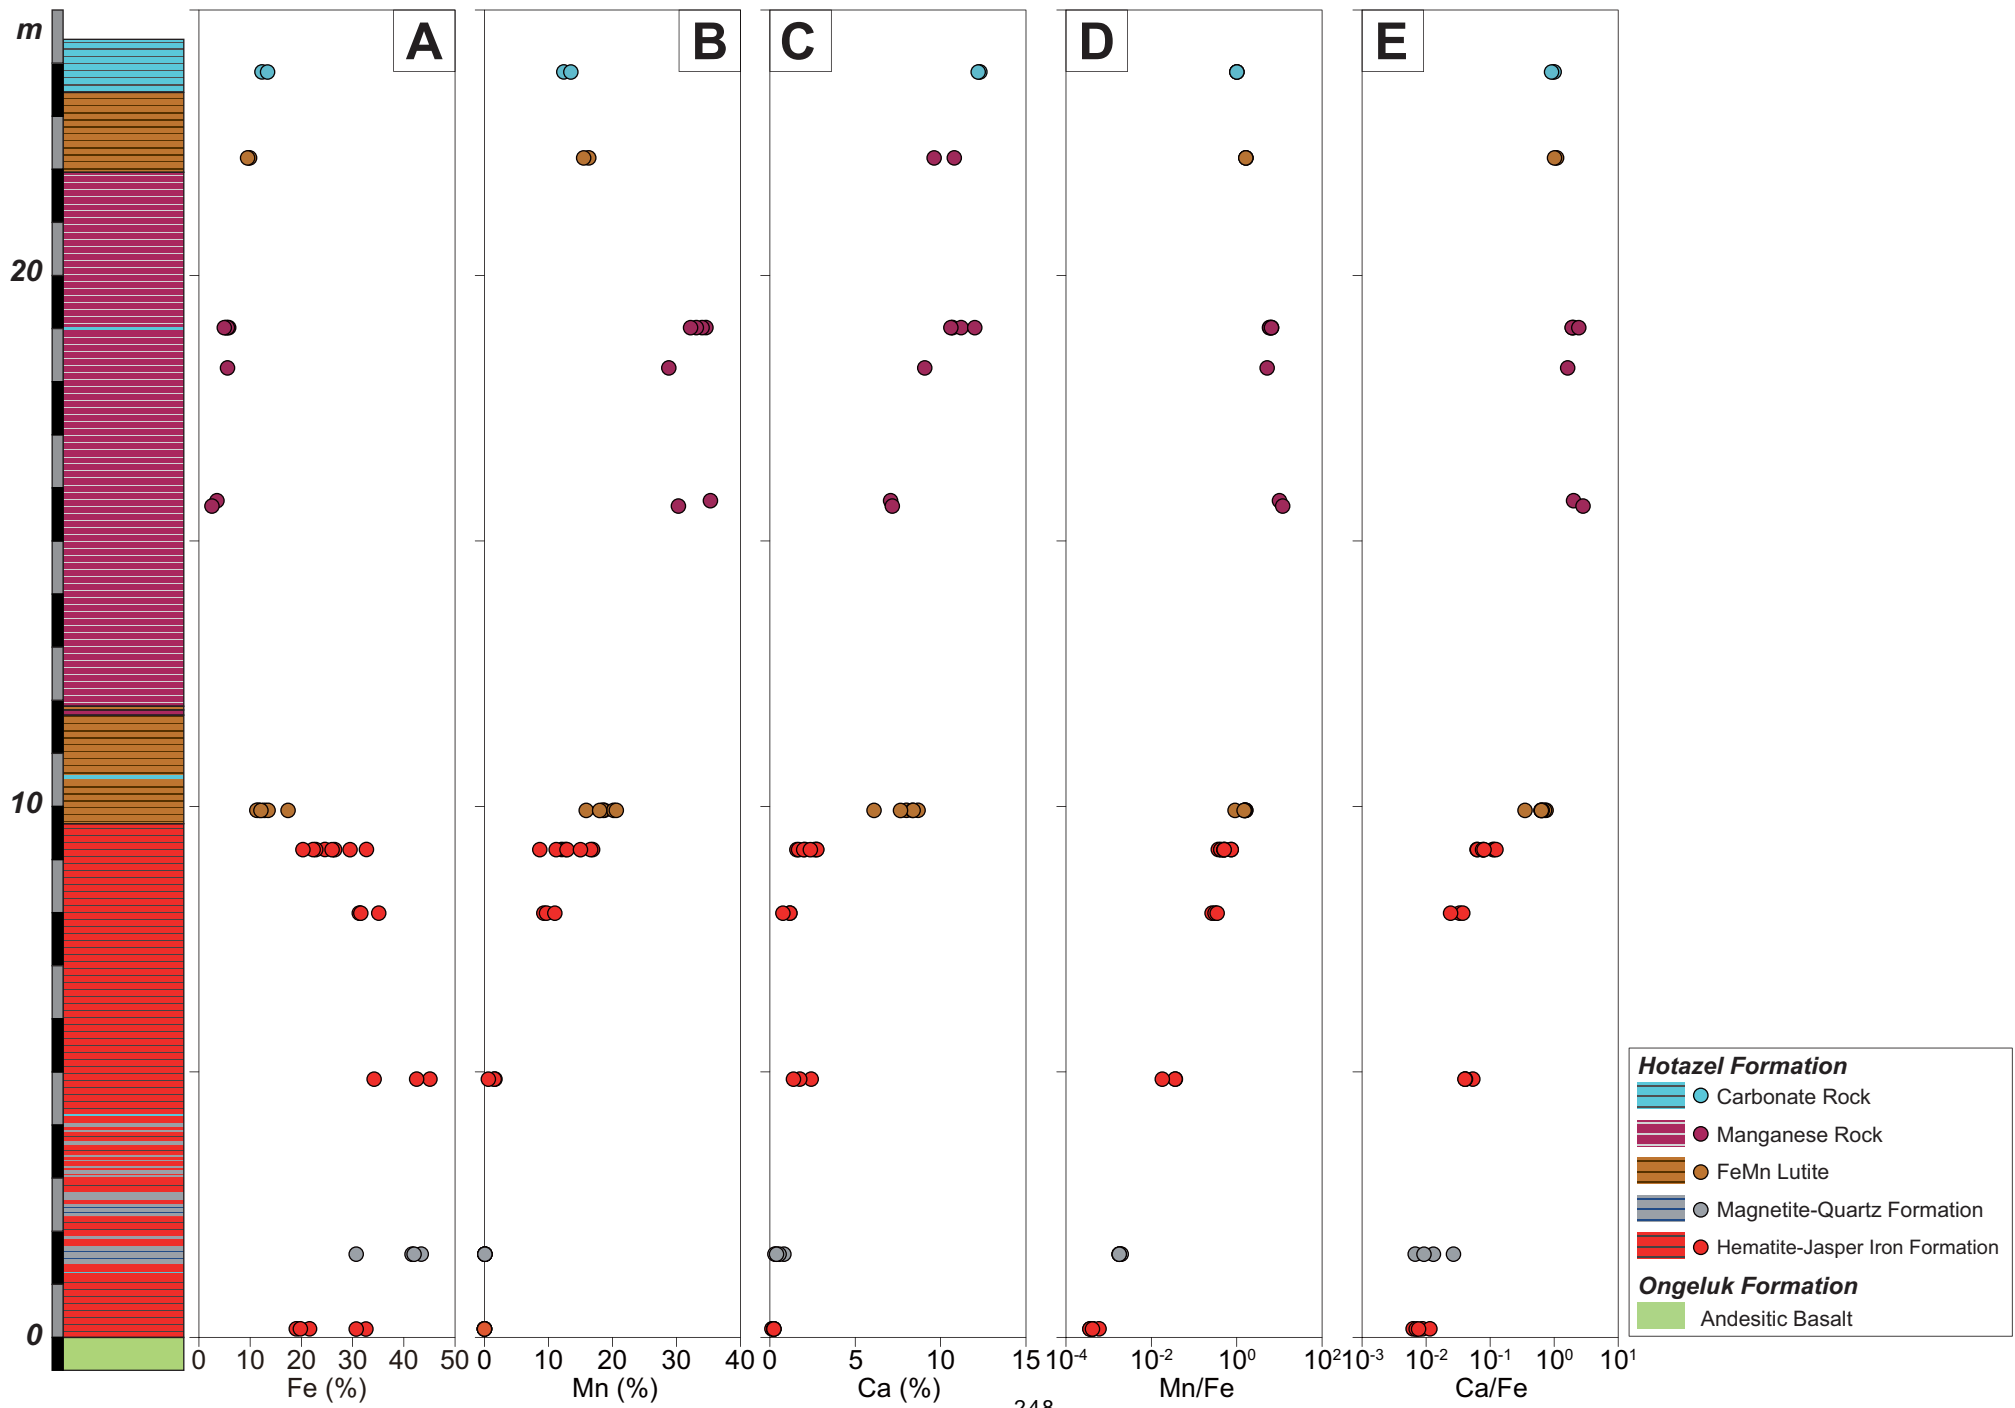 m
A
B
C
D
E
20
10
0
0 10 20 30 40 50
Fe (%)
0 10 20 30 40
Mn (%)
0 5 10 15
Ca (%)
10-4 10-2 100 102
Mn/Fe
10-3 10-2 10-1 100 101
Ca/Fe
Hotazel Formation
Carbonate Rock
Manganese Rock
FeMn Lutite
Magnetite-Quartz Formation
Hematite-Jasper Iron Formation
Ongeluk Formation
Andesitic Basalt
248